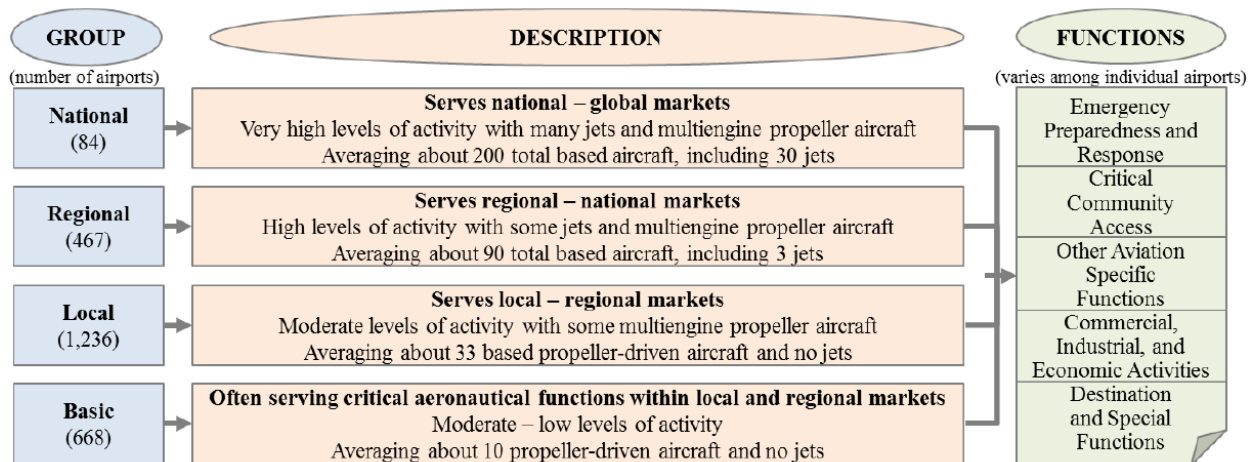 GROUP
DESCRIPTION
FUNCTIONS
(number of airports)
(varies among individual airports)
National
(84)
Serves national – global markets
Very high levels of activity with many jets and multiengine propeller aircraft
Averaging about 200 total based aircraft, including 30 jets
Regional
(467)
Serves regional – national markets
High levels of activity with some jets and multiengine propeller aircraft
Averaging about 90 total based aircraft, including 3 jets
Local
(1,236)
Serves local – regional markets
Moderate levels of activity with some multiengine propeller aircraft
Averaging about 33 based propeller-driven aircraft and no jets
Basic
(668)
Often serving critical aeronautical functions within local and regional markets
Moderate – low levels of activity
Averaging about 10 propeller-driven aircraft and no jets
Emergency
Preparedness and
Response
Critical
Community
Access
Other Aviation
Specific
Functions
Commercial,
Industrial, and
Economic Activities
Destination
and Special
Functions